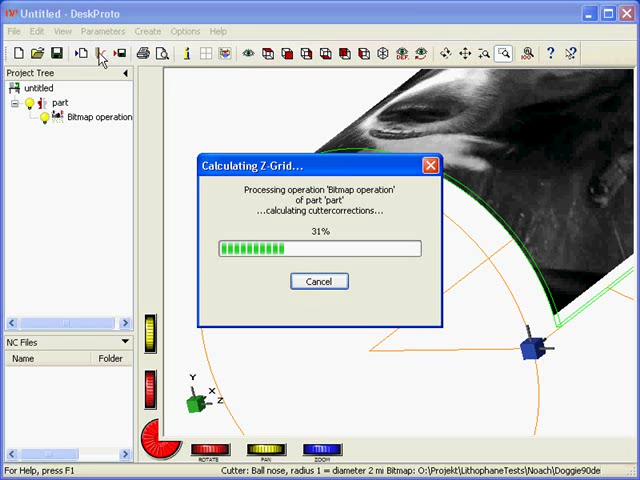 Untitled - DeskProto
File Edit View Parameters Create Options Help
DEF. 100
Project Tree
untitled
part
Bitmap operation
Calculating Z-Grid...
Processing operation 'Bitmap operation'
of part 'part'
...calculating cuttercorrections...
31%
Cancel
NC Files
Name Folder
Y
X
Z
ROTATE PAN ZOOM
For Help, press F1 Cutter: Ball nose, radius 1 = diameter 2 mi Bitmap: O:\Projekt\LithophaneTests\Noach\Doggie90de